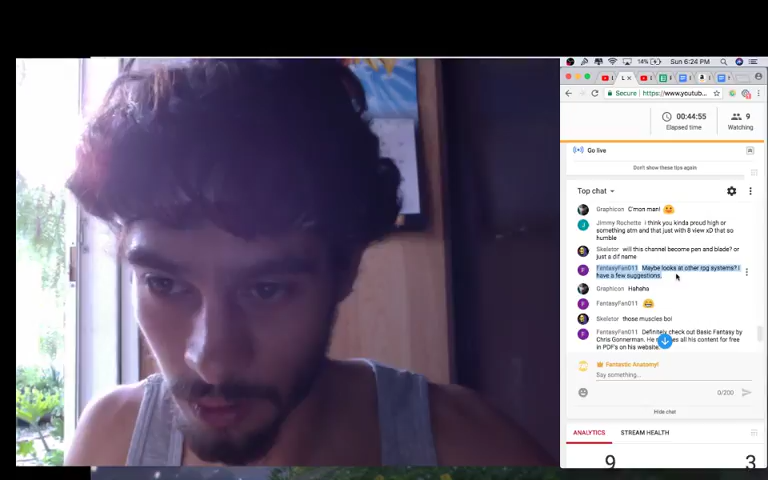 14%
Sun 6:24 PM
Secure
https://www.youtub...
00:44:55
Elapsed time
9
Watching
Go live
Don't show these tips again
Top chat
Graphicon C'mon man!
Jimmy Rochette i think you kinda proud high or
something atm and that just with 8 view xD that so
humble
Skeletor will this channel become pen and blade? or
just a dif name
FantasyFan011 Maybe looks at other rpg systems? I
have a few suggestions.
Graphicon Hahaha
FantasyFan011
Skeletor those muscles boi
FantasyFan011 Definitely check out Basic Fantasy by
Chris Gonnerman. He all his content for free
in PDF's on his website
Fantastic Anatomy!
Say something...
0/200
Hide chat
ANALYTICS
STREAM HEALTH
9
3